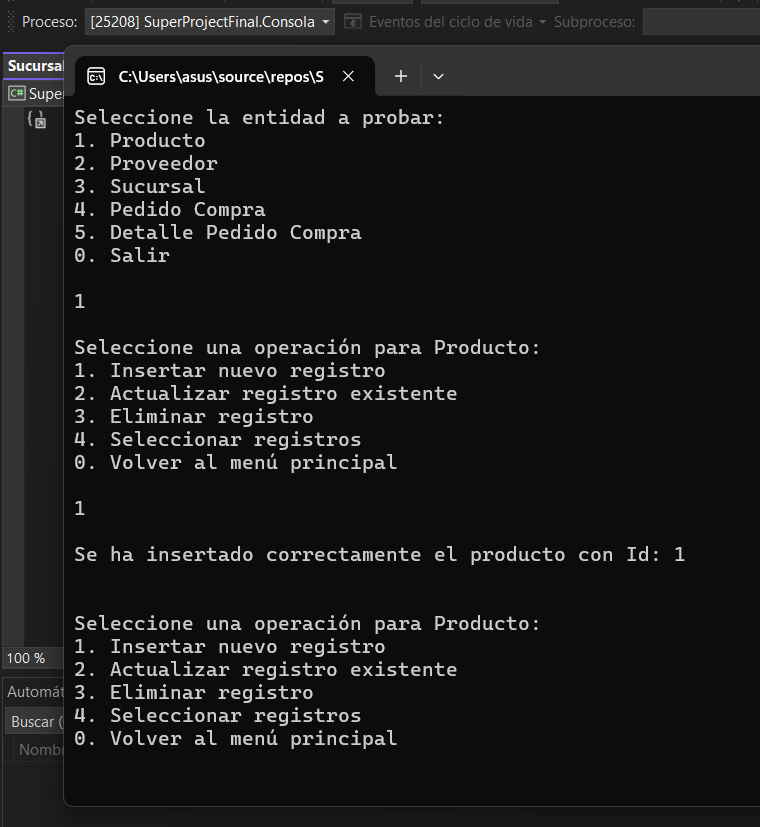 Proceso: [25208] SuperProjectFinal.Consola Eventos del ciclo de vida Subproceso:
Sucursal
C:\Users\asus\source\repos\S
C# Supe
Seleccione la entidad a probar:
1. Producto
2. Proveedor
3. Sucursal
4. Pedido Compra
5. Detalle Pedido Compra
0. Salir
1
Seleccione una operación para Producto:
1. Insertar nuevo registro
2. Actualizar registro existente
3. Eliminar registro
4. Seleccionar registros
0. Volver al menú principal
1
Se ha insertado correctamente el producto con Id: 1
Seleccione una operación para Producto:
1. Insertar nuevo registro
2. Actualizar registro existente
3. Eliminar registro
4. Seleccionar registros
0. Volver al menú principal
100 %
Automát
Buscar (
Nomb